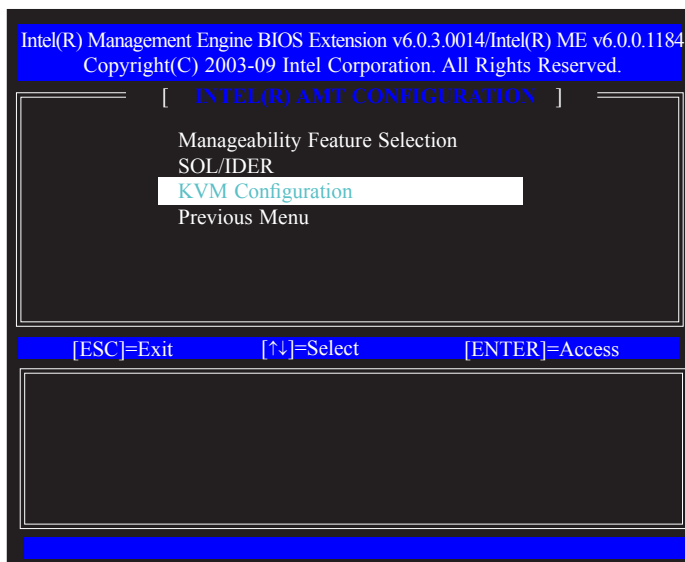 Intel(R) Management Engine BIOS Extension v6.0.3.0014/Intel(R) ME v6.0.0.1184
Copyright(C) 2003-09 Intel Corporation. All Rights Reserved.
[ INTEL(R) AMT CONFIGURATION ]
Manageability Feature Selection
SOL/IDER
KVM Configuration
Previous Menu
[ESC]=Exit [↑↓]=Select [ENTER]=Access